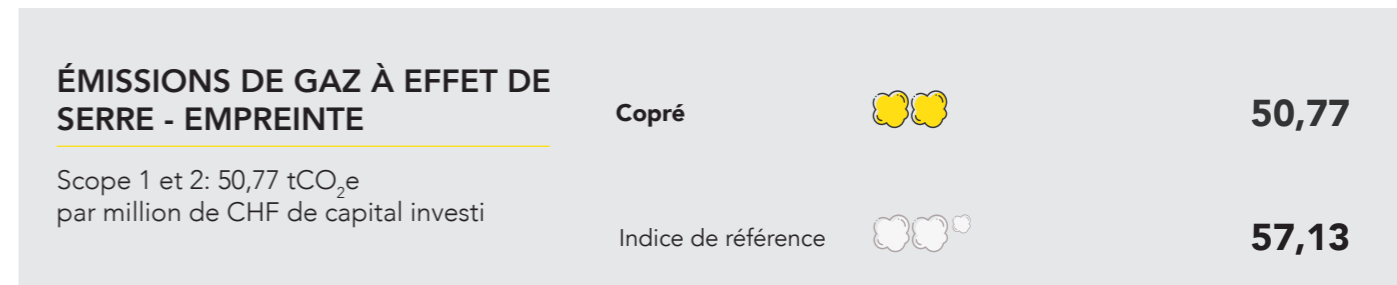 ÉMISSIONS DE GAZ À EFFET DE
SERRE - EMPREINTE
Scope 1 et 2: 50,77 tCO₂e
par million de CHF de capital investi
Copré
50,77
Indice de référence
57,13